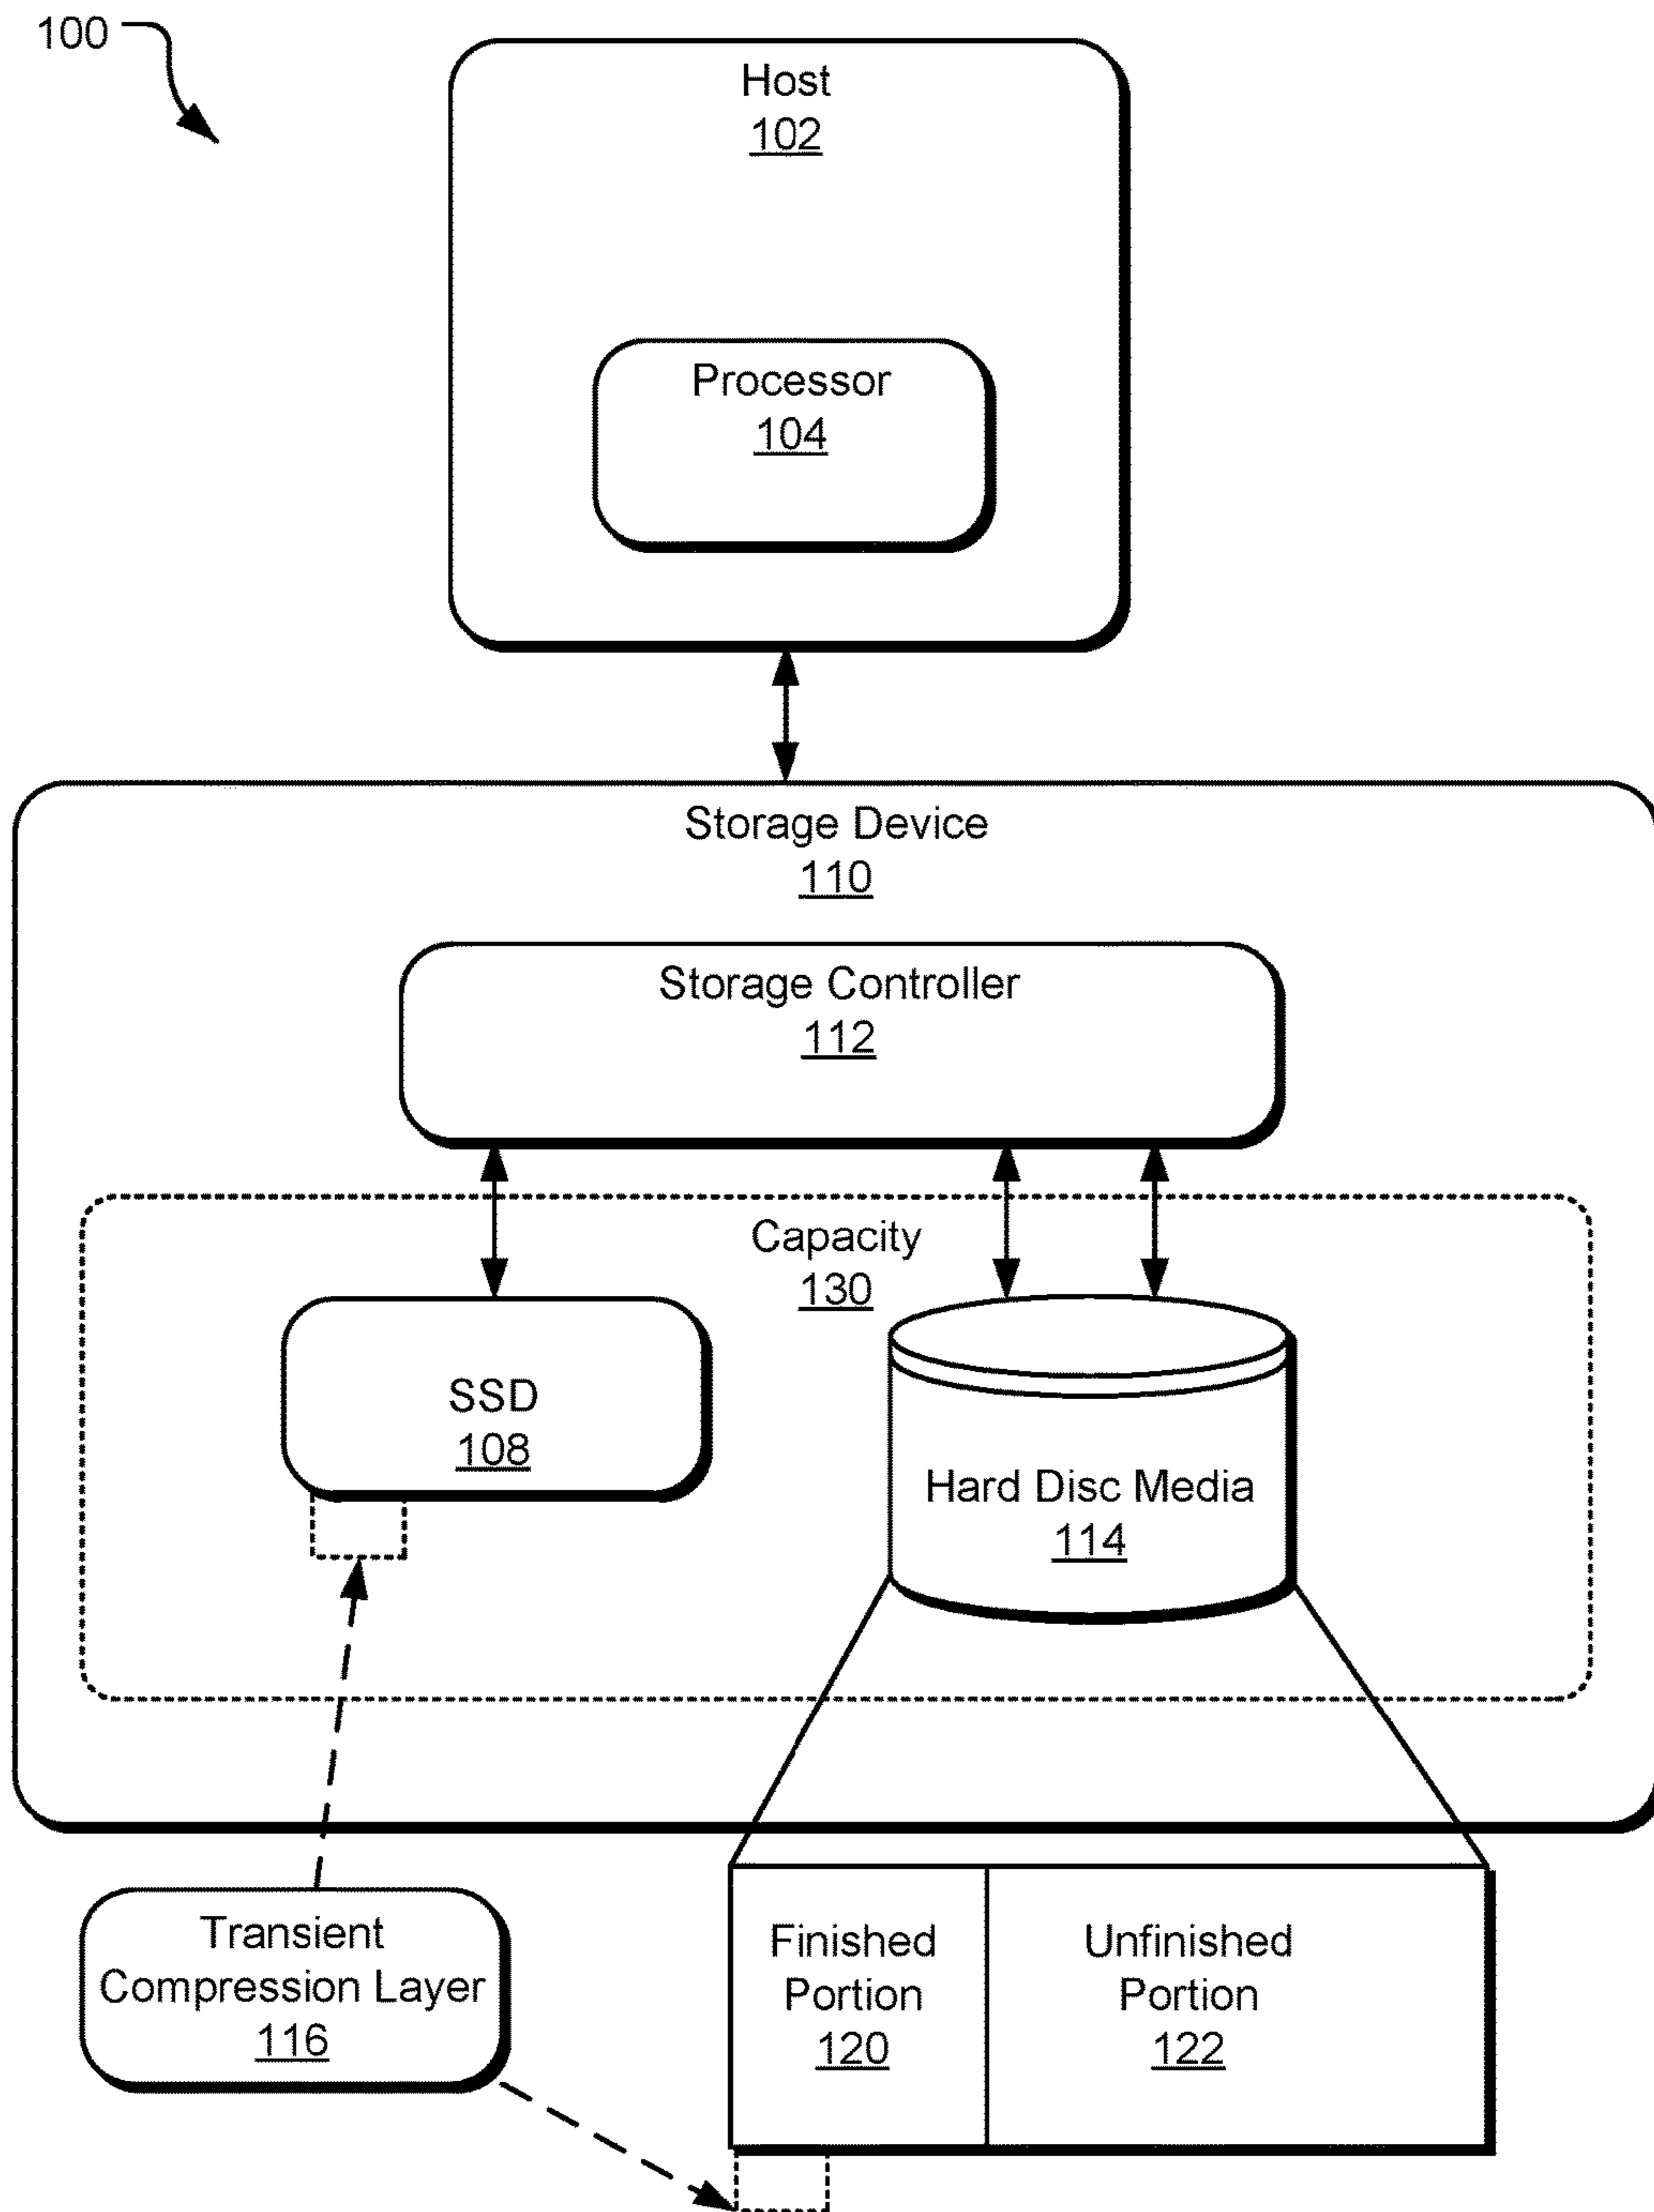 100
Host
102
Processor
104
Storage Device
110
Storage Controller
112
Capacity
130
SSD
108
Hard Disc Media
114
Transient
Compression Layer
116
Finished
Portion
120
Unfinished
Portion
122